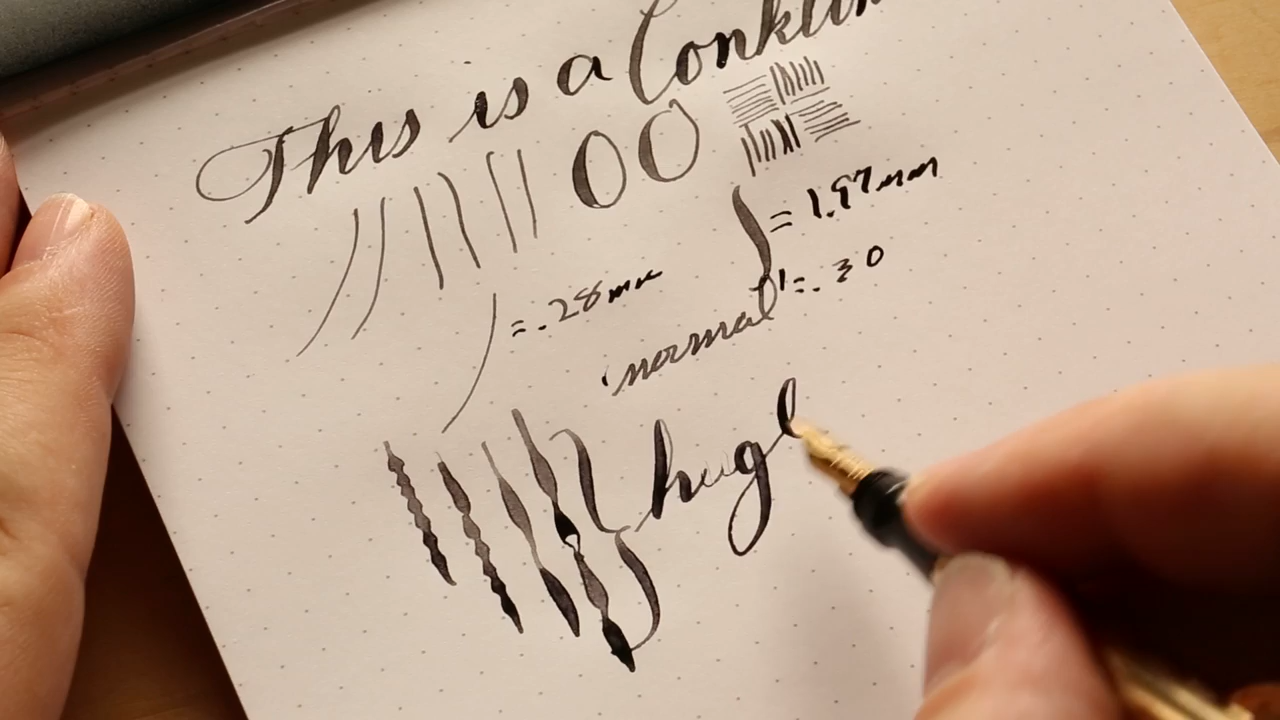 This is a Conklin
= 1.97mm
= .28mm
normal = .30
huge